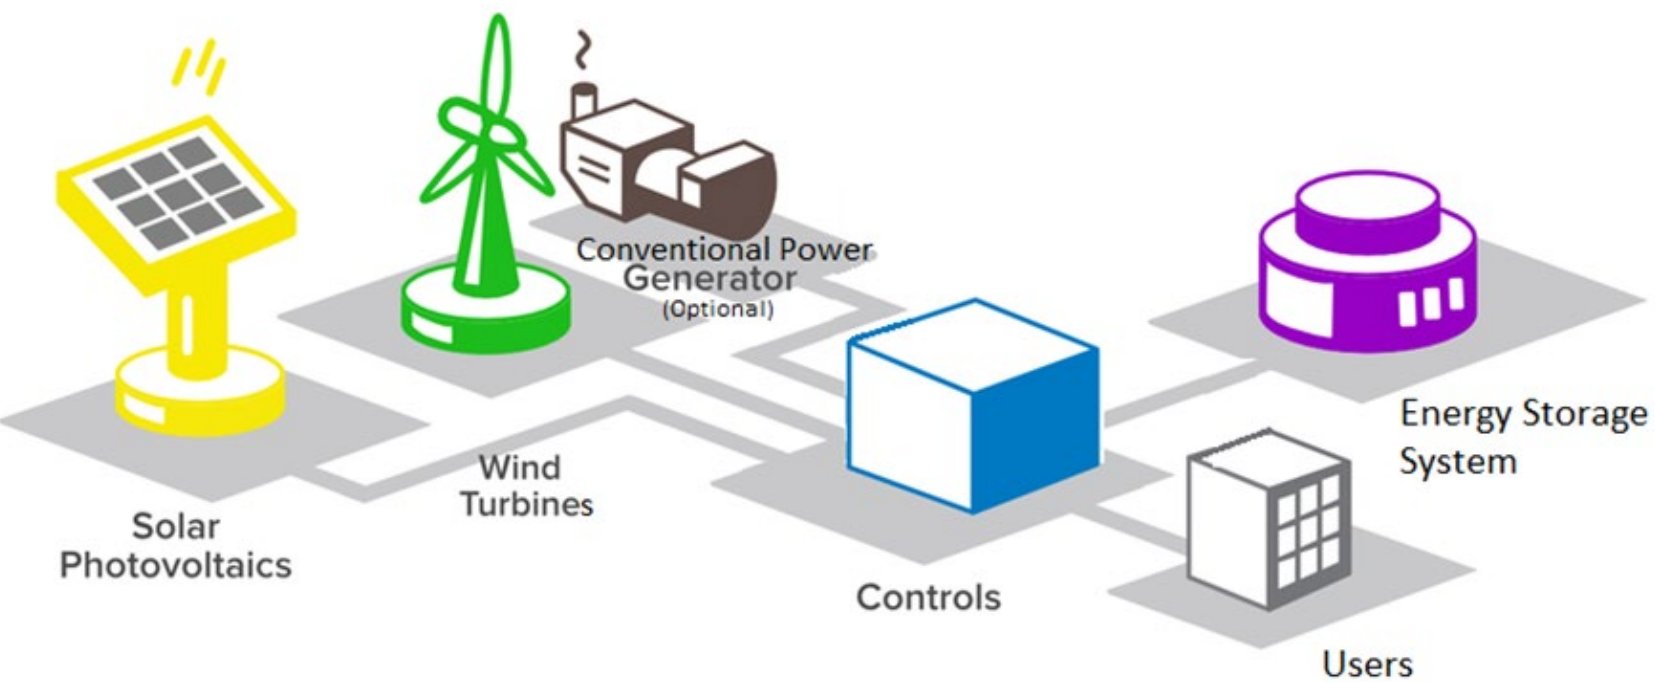 Conventional Power
Generator
(Optional)
Energy Storage
System
Wind
Turbines
Solar
Photovoltaics
Controls
Users